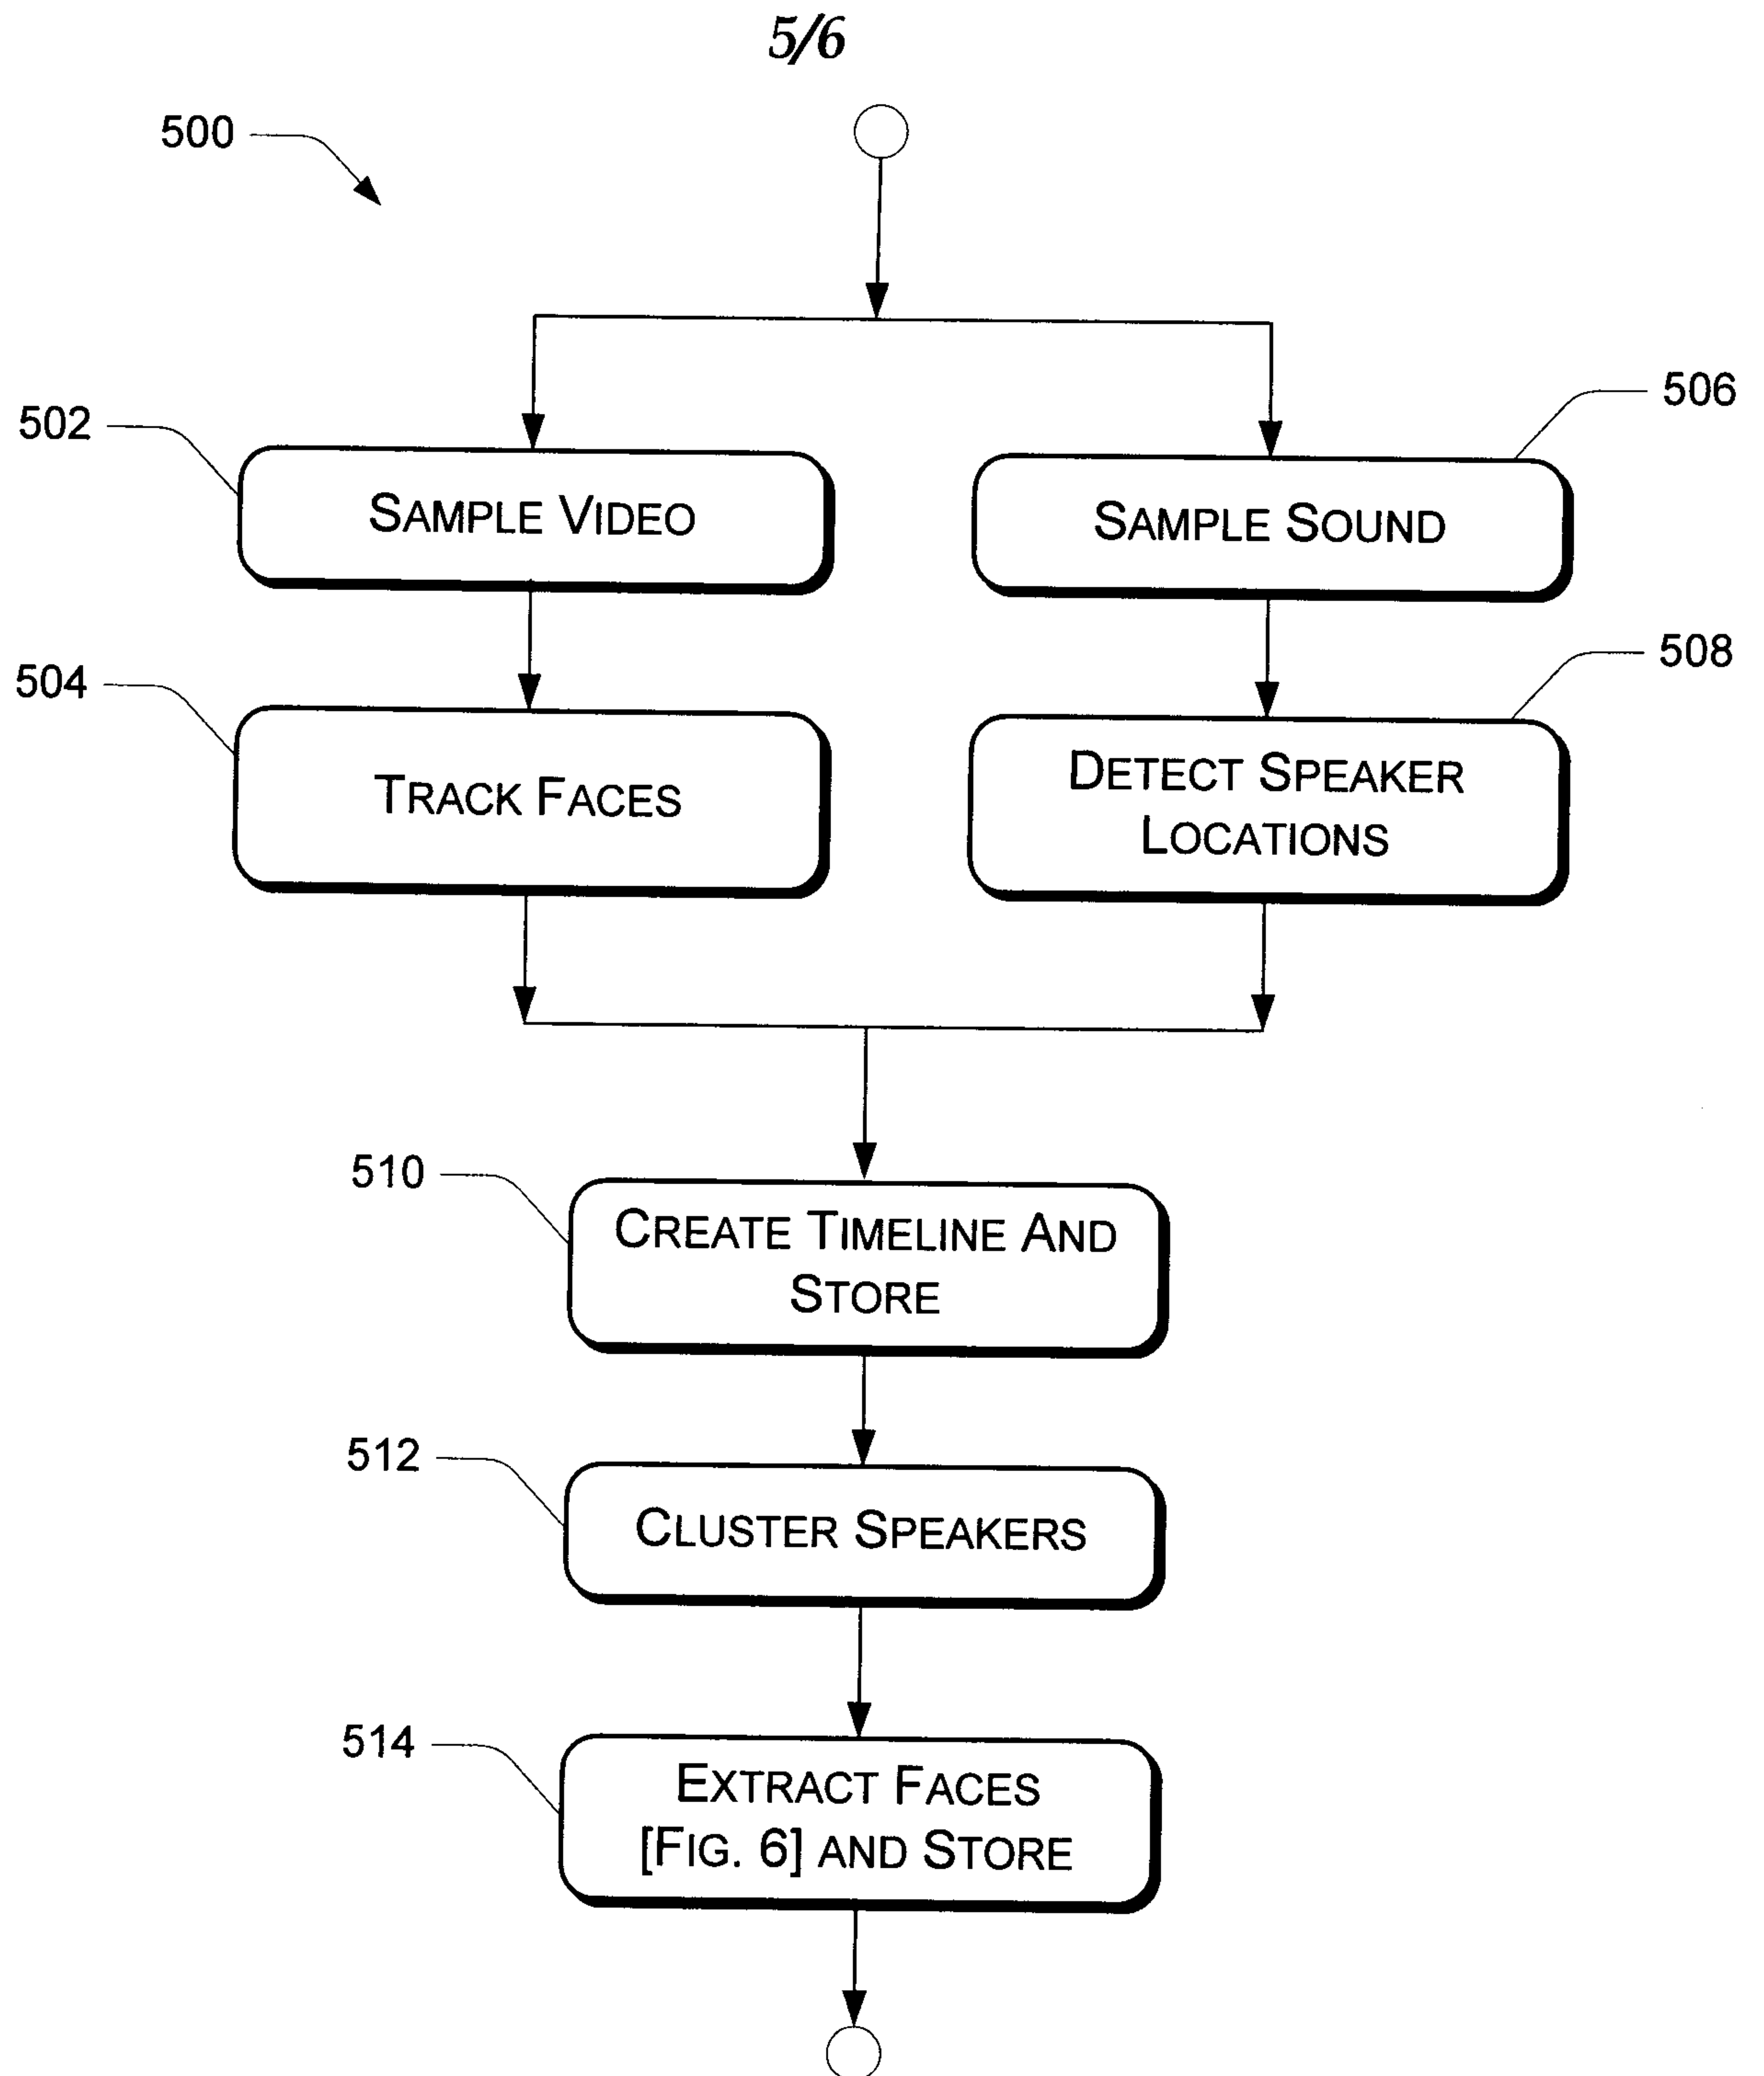 5/6
500
502
506
SAMPLE VIDEO
SAMPLE SOUND
504
508
TRACK FACES
DETECT SPEAKER
LOCATIONS
510
CREATE TIMELINE AND
STORE
512
CLUSTER SPEAKERS
514
EXTRACT FACES
[FIG. 6] AND STORE